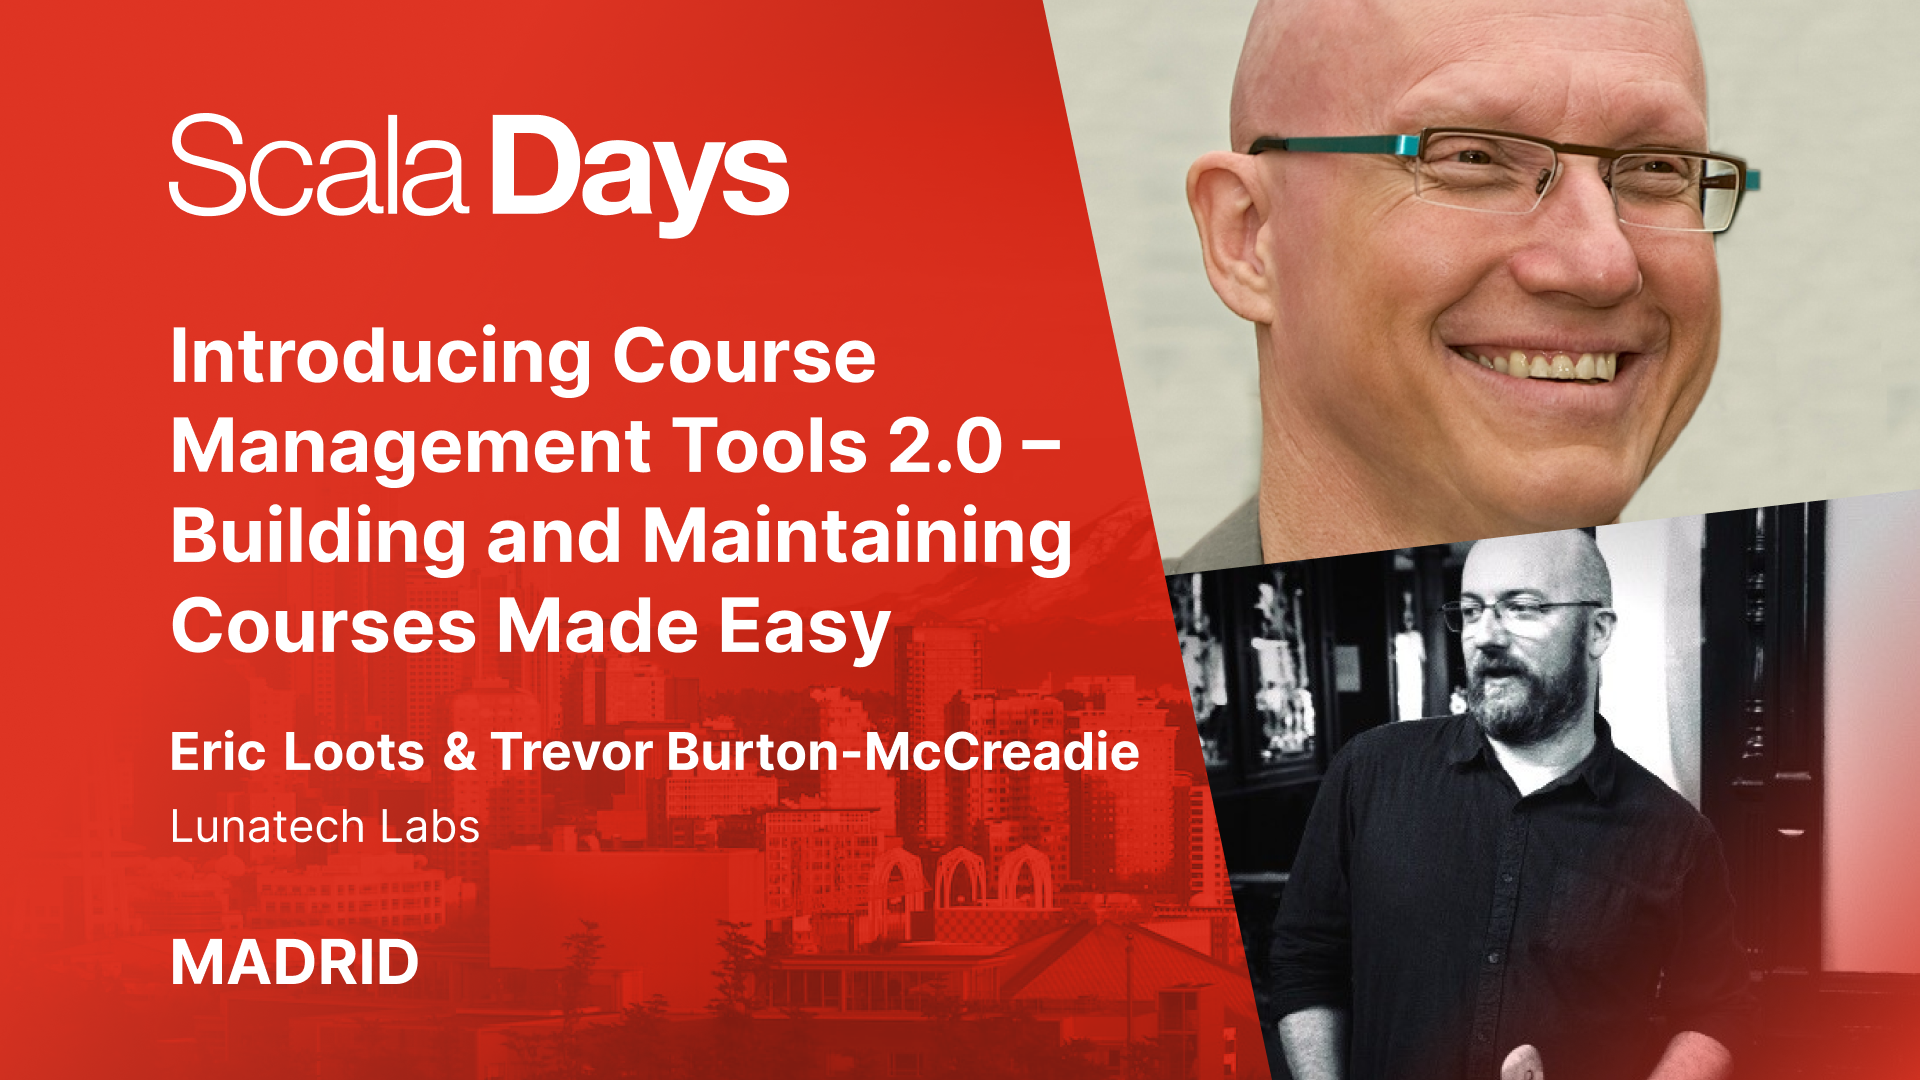 Scala Days
Introducing Course
Management Tools 2.0 –
Building and Maintaining
Courses Made Easy
Eric Loots & Trevor Burton-McCreadie
Lunatech Labs
MADRID